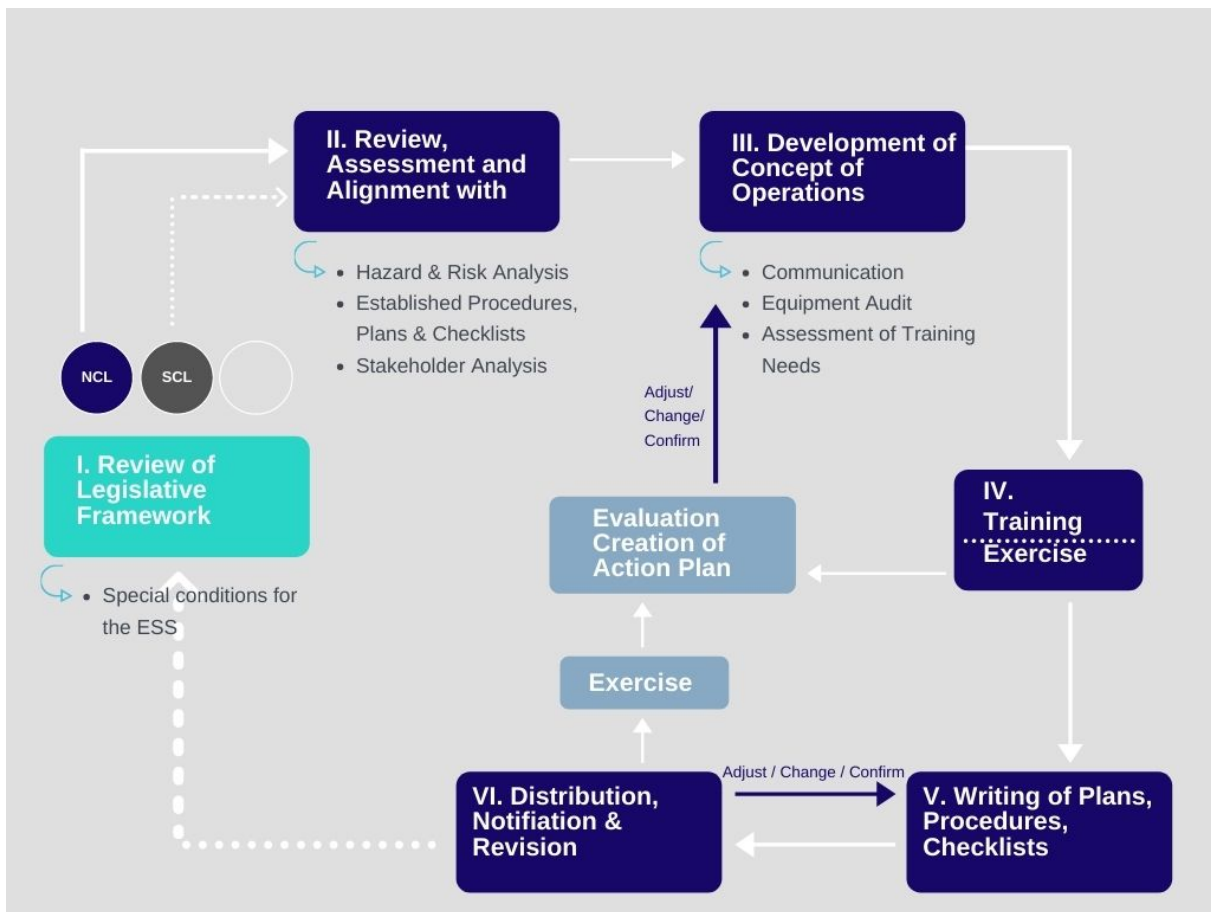 II. Review,
Assessment and
Alignment with
III. Development of
Concept of
Operations
• Hazard & Risk Analysis
• Established Procedures,
Plans & Checklists
• Stakeholder Analysis
• Communication
• Equipment Audit
• Assessment of Training
Needs
NCL
SCL
Adjust/
Change/
Confirm
I. Review of
Legislative
Framework
• Special conditions for
the ESS
Evaluation
Creation of
Action Plan
IV.
Training
Exercise
Exercise
VI. Distribution,
Notifiation &
Revision
Adjust / Change / Confirm
V. Writing of Plans,
Procedures,
Checklists